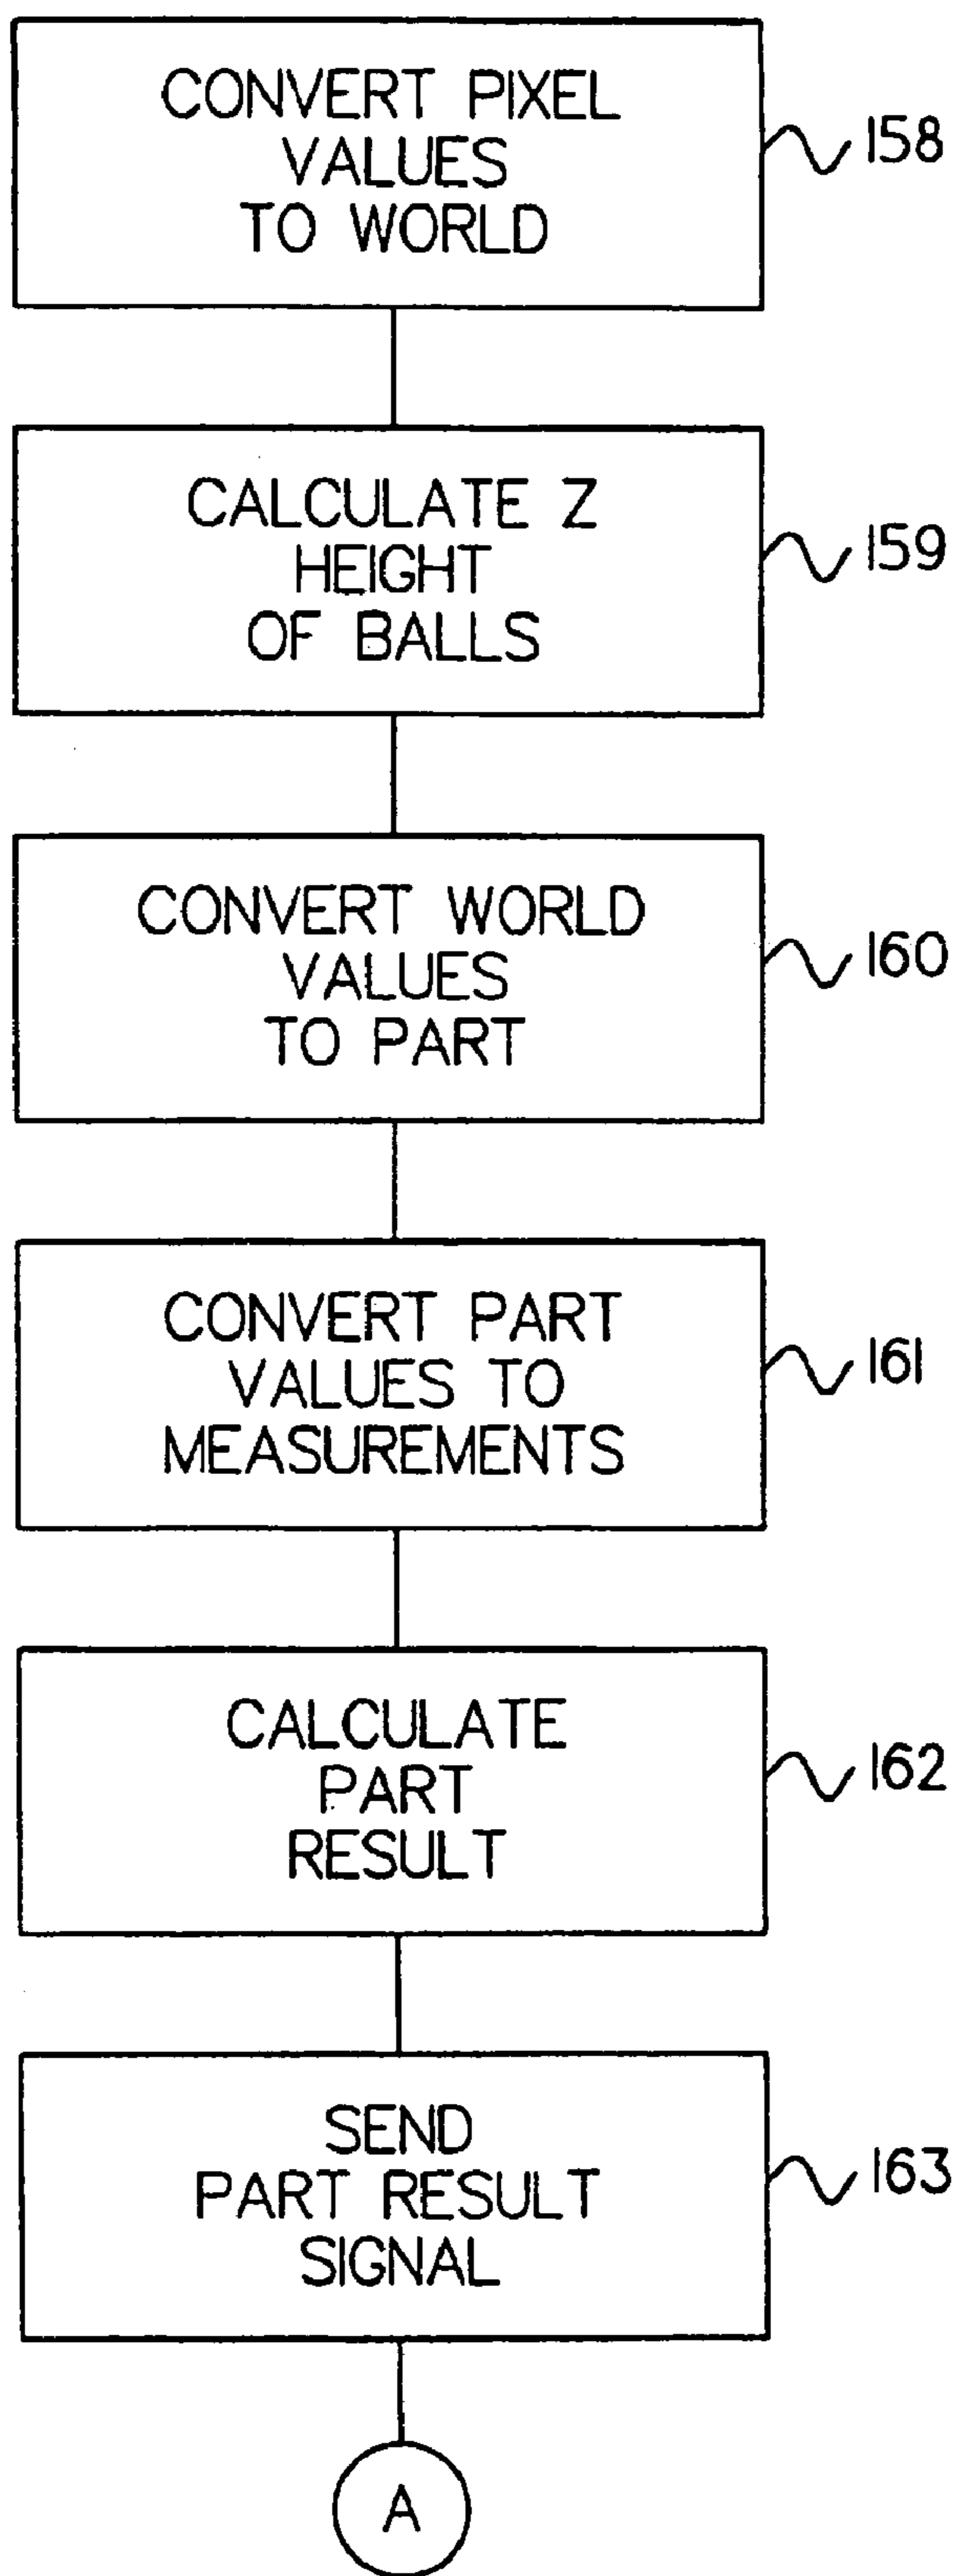 CONVERT PIXEL
VALUES
TO WORLD
158
CALCULATE Z
HEIGHT
OF BALLS
159
CONVERT WORLD
VALUES
TO PART
160
CONVERT PART
VALUES TO
MEASUREMENTS
161
CALCULATE
PART
RESULT
162
SEND
PART RESULT
SIGNAL
163
A